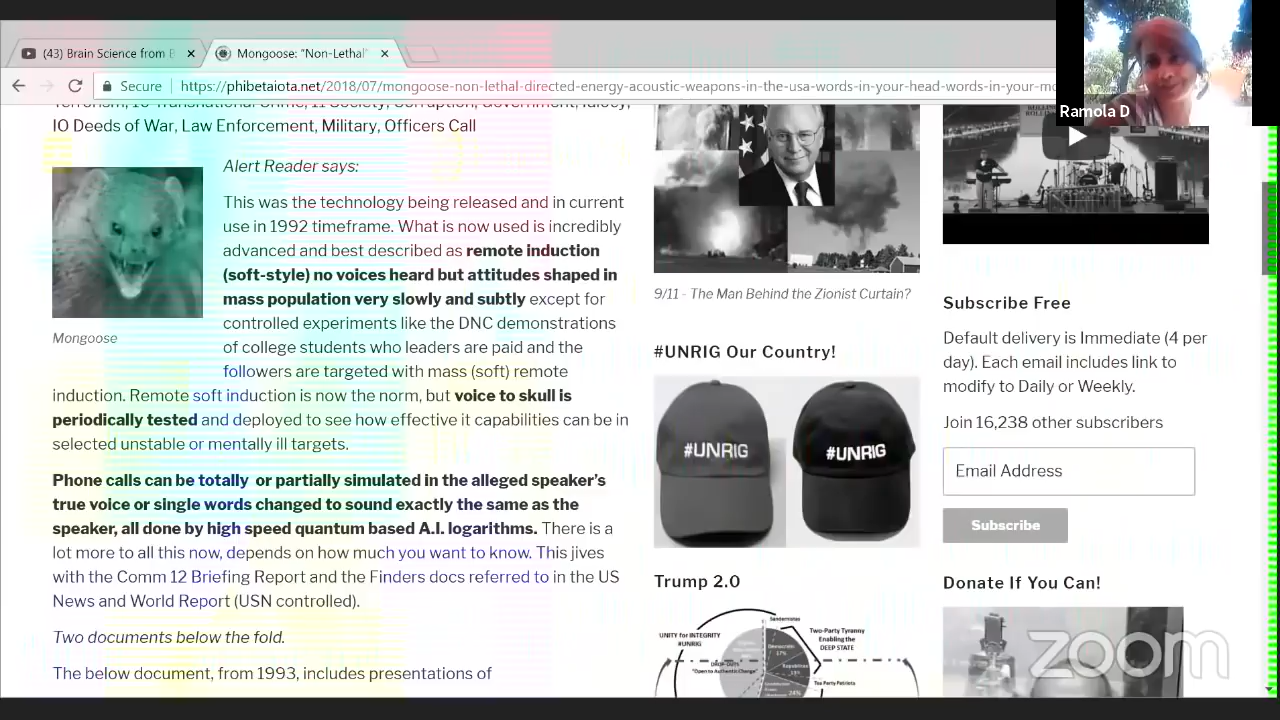 (43) Brain Science from
Mongoose: "Non-Lethal"
Secure
https://phibetaiota.net/2018/07/mongoose-non-lethal-directed-energy-acoustic-weapons-in-the-usa-words-in-your-head-words-in-your-mo
Ramola D
Terrorism, 10 Transnational Crime, 11 Society, Corruption, Government, Idiocy,
IO Deeds of War, Law Enforcement, Military, Officers Call
Alert Reader says:
This was the technology being released and in current
use in 1992 timeframe. What is now used is incredibly
advanced and best described as remote induction
(soft-style) no voices heard but attitudes shaped in
mass population very slowly and subtly except for
controlled experiments like the DNC demonstrations
of college students who leaders are paid and the
followers are targeted with mass (soft) remote
induction. Remote soft induction is now the norm, but voice to skull is
periodically tested and deployed to see how effective it capabilities can be in
selected unstable or mentally ill targets.
Mongoose
Phone calls can be totally or partially simulated in the alleged speaker's
true voice or single words changed to sound exactly the same as the
speaker, all done by high speed quantum based A.I. logarithms. There is a
lot more to all this now, depends on how much you want to know. This jives
with the Comm 12 Briefing Report and the Finders docs referred to in the US
News and World Report (USN controlled).
Two documents below the fold.
The below document, from 1993, includes presentations of
9/11 - The Man Behind the Zionist Curtain?
#UNRIG Our Country!
#UNRIG
#UNRIG
Trump 2.0
UNITY for INTEGRITY
#UNRIG
Sandernistas
Two-Party Tyranny
Enabling the
DEEP STATE
Democratic
Republican
Tea Party Patriots
24%
Subscribe Free
Default delivery is Immediate (4 per
day). Each email includes link to
modify to Daily or Weekly.
Join 16,238 other subscribers
Email Address
Subscribe
Donate If You Can!
zoom